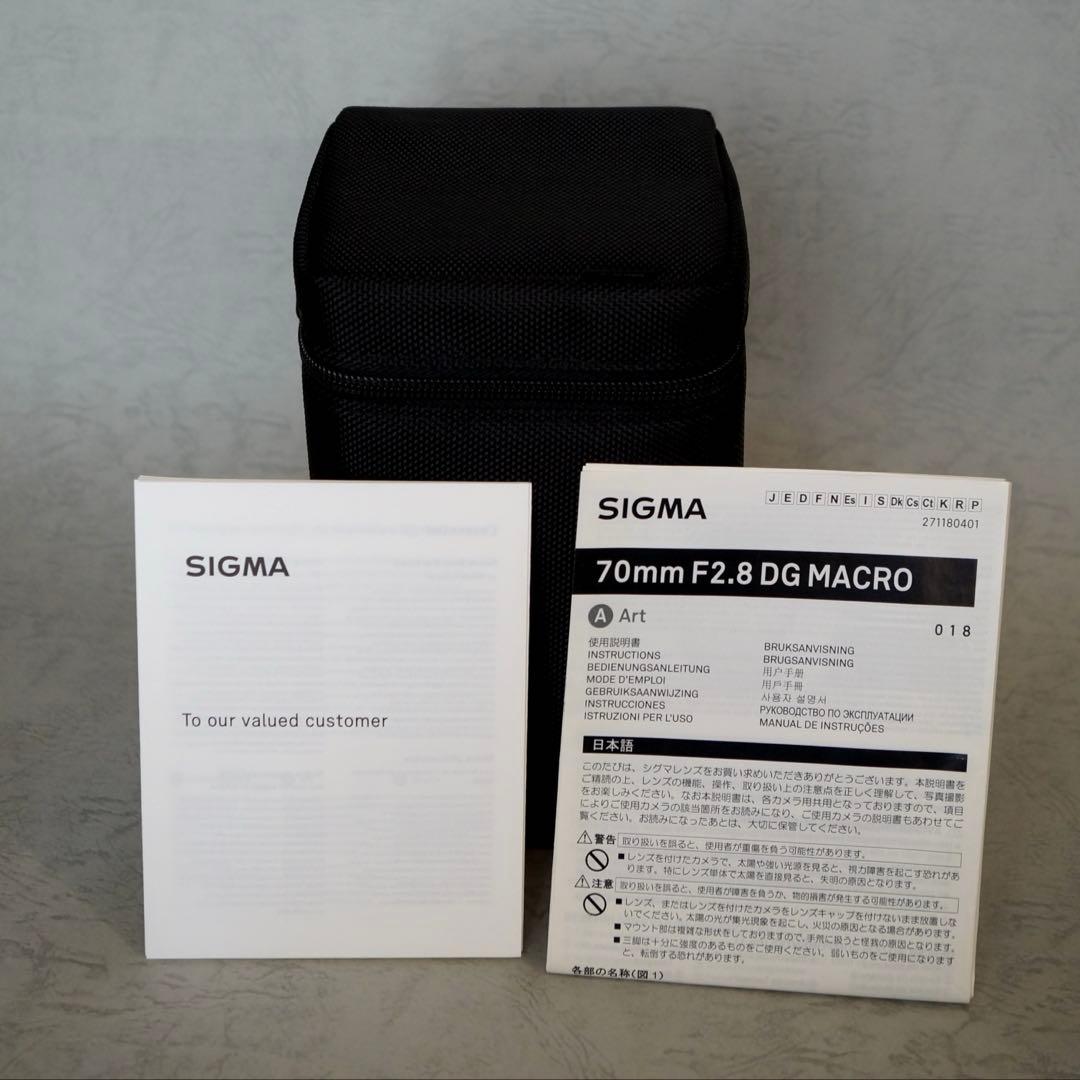 SIGMA
To our valued customer
SIGMA
J E D F N Es I S Dk Cs Ct K R P
271180401
70mm F2.8 DG MACRO
A Art
018
使用説明書
INSTRUCTIONS
BEDIENUNGSANLEITUNG
MODE D'EMPLOI
GEBRUIKSAANWIJZING
INSTRUCCIONES
ISTRUZIONI PER L'USO
BRUKSANVISNING
BRUGSANVISNING
用户手册
用戶手冊
사용자 설명서
РУКОВОДСТВО ПО ЭКСПЛУАТАЦИИ
MANUAL DE INSTRUÇÕES
日本語
このたびは、シグマレンズをお買い求めいただきありがとうございます。本説明書を
ご精読の上、レンズの機能、操作、取り扱い上の注意点を正しく理解して、写真撮影
をお楽しみください。なお本説明書は、各カメラ用共用となっておりますので、項目
によりご使用カメラの該当箇所をお読みになり、ご使用カメラの説明書もあわせてご
覧ください。お読みになったあとは、大切に保管してください。
警告 取り扱いを誤ると、使用者が重傷を負う可能性があります。
■レンズを付けたカメラで、太陽や強い光源を見ると、視力障害を起こす恐れがあ
ります。特にレンズ単体で太陽を直接見ると、失明の原因となります。
注意 取り扱いを誤ると、使用者が障害を負うか、物的損害が発生する可能性があります。
■レンズ、またはレンズを付けたカメラをレンズキャップを付けないまま放置しな
いでください。太陽の光が集光現象を起こし、火災の原因となる場合があります。
■マウント部は複雑な形状をしておりますので、手荒に扱うと怪我の原因となります。
■三脚は十分に強度のあるものをご使用ください。弱いものをご使用になります
と、転倒する恐れがあります。
各部の名称(図1)